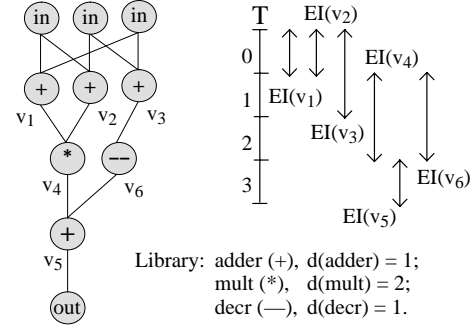 in in in T EI(v₂)
0
EI(v₄)
+ + + 1
v₁ v₂ v₃ EI(v₁)
EI(v₃)
* -- 2
v₄ v₆ EI(v₆)
3
EI(v₅)
+
v₅
Library: adder (+), d(adder) = 1;
mult (*), d(mult) = 2;
out decr (—), d(decr) = 1.